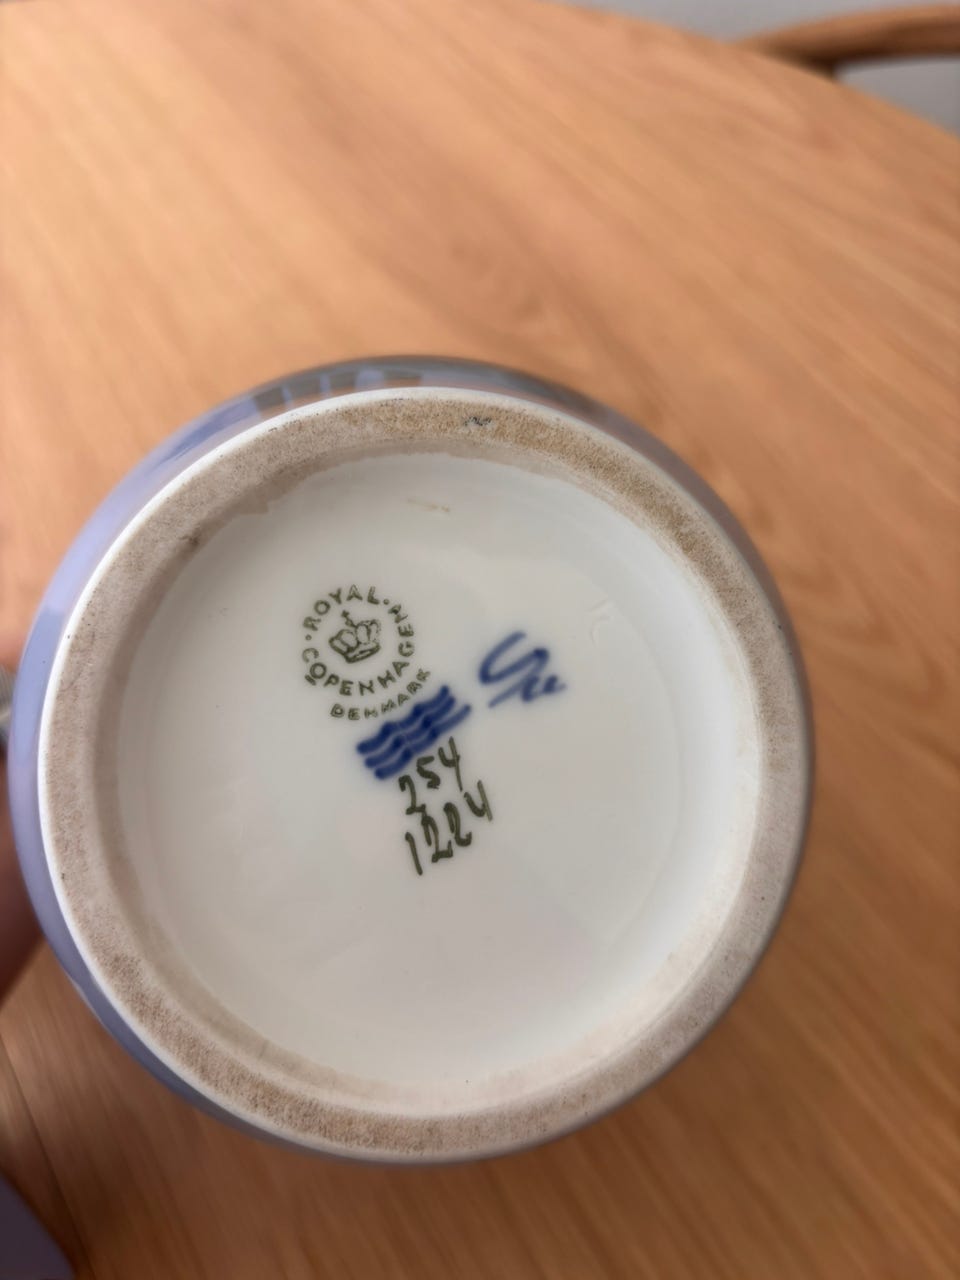 ROYAL · COPENHAGEN ·
DENMARK
254
1224